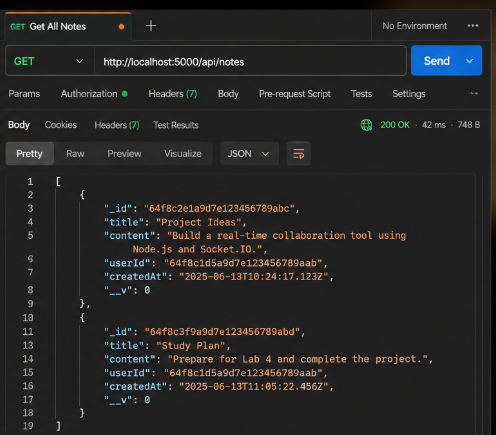 GET Get All Notes
No Environment
GET http://localhost:5000/api/notes Send
Params Authorization Headers (7) Body Pre-request Script Tests Settings
Body Cookies Headers (7) Test Results 200 OK · 42 ms · 748 B
Pretty Raw Preview Visualize JSON
1 [
2 {
3 "_id": "64f8c2e1a9d7e123456789abc",
4 "title": "Project Ideas",
5 "content": "Build a real-time collaboration tool using
Node.js and Socket.IO.",
6 "userId": "64f8c1d5a9d7e123456789aab",
7 "createdAt": "2025-06-13T10:24:17.123Z",
8 "__v": 0
9 },
10 {
11 "_id": "64f8c3f9a9d7e123456789abd",
13 "title": "Study Plan",
14 "content": "Prepare for Lab 4 and complete the project.",
15 "userId": "64f8c1d5a9d7e123456789aab",
16 "createdAt": "2025-06-13T11:05:22.456Z",
17 "__v": 0
18 }
19 ]